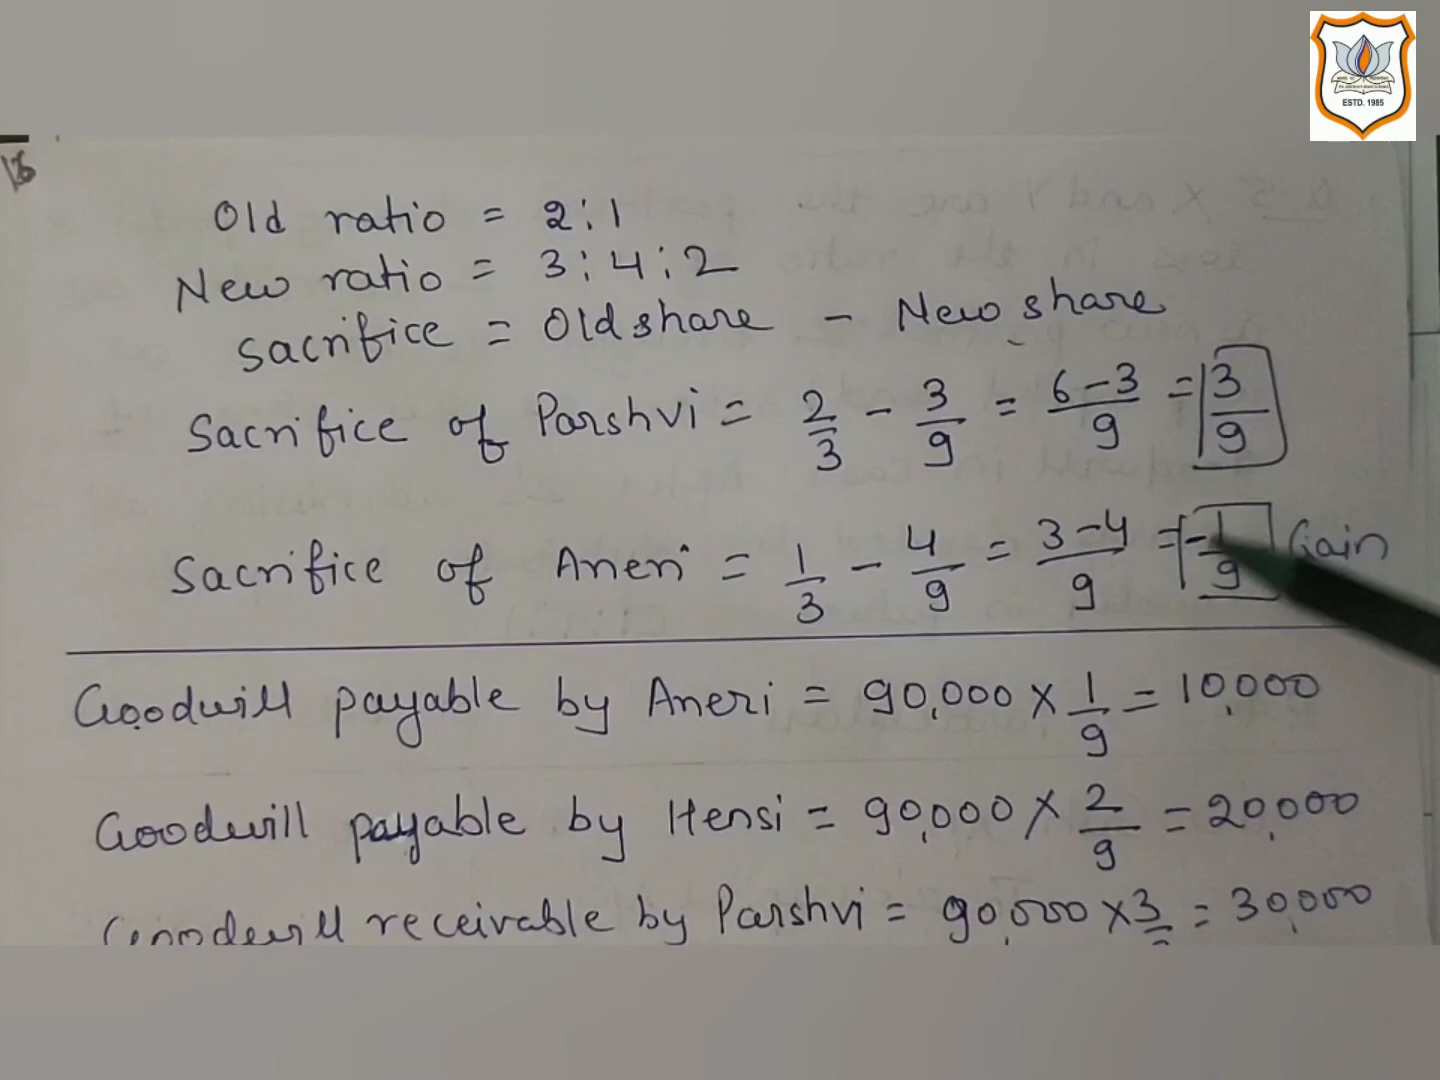 ESTD. 1985
Old ratio = 2:1
New ratio = 3:4:2
Sacrifice = Old share - New share
Sacrifice of Parshvi = 2/3 - 3/9 = 6-3/9 = 3/9
Sacrifice of Aneri = 1/3 - 4/9 = 3-4/9 = -1/9 Gain
Goodwill payable by Aneri = 90,000 × 1/9 = 10,000
Goodwill payable by Hensi = 90,000 × 2/9 = 20,000
Goodwill receivable by Parshvi = 90,000 × 3/ = 30,000